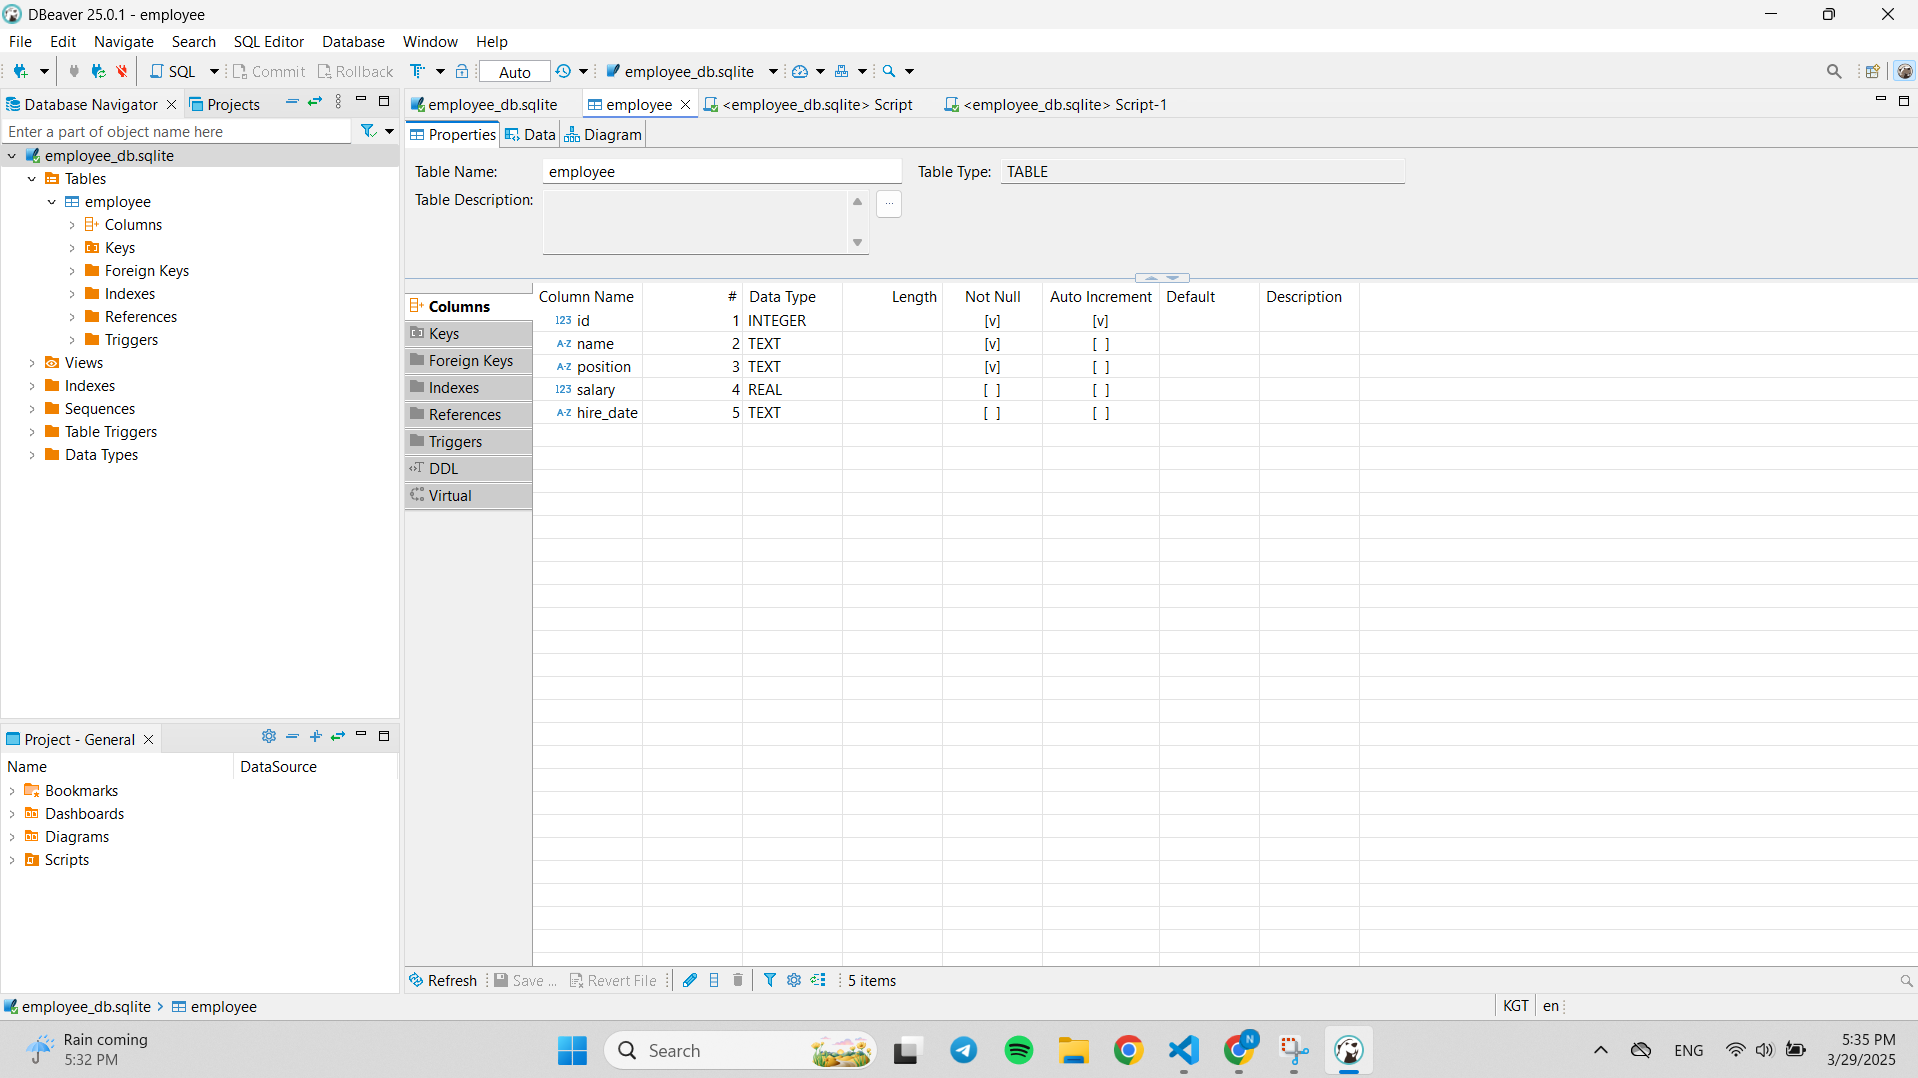 DBeaver 25.0.1 - employee
File Edit Navigate Search SQL Editor Database Window Help
SQL Commit Rollback Auto employee_db.sqlite
Database Navigator Projects
employee_db.sqlite employee <employee_db.sqlite> Script <employee_db.sqlite> Script-1
Enter a part of object name here
employee_db.sqlite
Tables
employee
Columns
Keys
Foreign Keys
Indexes
References
Triggers
Views
Indexes
Sequences
Table Triggers
Data Types
Project - General
Name DataSource
Bookmarks
Dashboards
Diagrams
Scripts
Properties Data Diagram
Table Name: employee Table Type: TABLE
Table Description: ...
Columns
Keys
Foreign Keys
Indexes
References
Triggers
DDL
Virtual
Column Name # Data Type Length Not Null Auto Increment Default Description
123 id 1 INTEGER [v] [v]
A-Z name 2 TEXT [v] [ ]
A-Z position 3 TEXT [v] [ ]
123 salary 4 REAL [ ] [ ]
A-Z hire_date 5 TEXT [ ] [ ]
Refresh Save ... Revert File 5 items
employee_db.sqlite employee KGT en
Rain coming
5:32 PM
Search
N
ENG
5:35 PM
3/29/2025